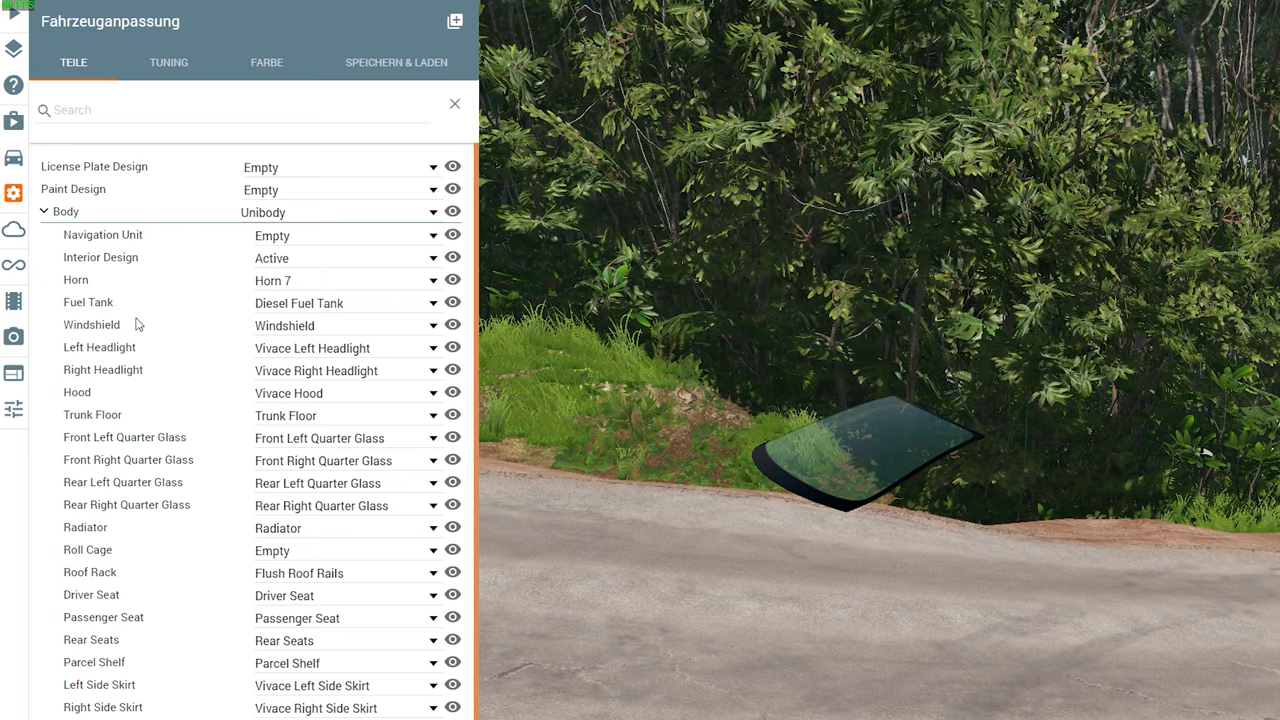 Fahrzeuganpassung
TEILE TUNING FARBE SPEICHERN & LADEN
Search
License Plate Design Empty
Paint Design Empty
Body Unibody
Navigation Unit Empty
Interior Design Active
Horn Horn 7
Fuel Tank Diesel Fuel Tank
Windshield Windshield
Left Headlight Vivace Left Headlight
Right Headlight Vivace Right Headlight
Hood Vivace Hood
Trunk Floor Trunk Floor
Front Left Quarter Glass Front Left Quarter Glass
Front Right Quarter Glass Front Right Quarter Glass
Rear Left Quarter Glass Rear Left Quarter Glass
Rear Right Quarter Glass Rear Right Quarter Glass
Radiator Radiator
Roll Cage Empty
Roof Rack Flush Roof Rails
Driver Seat Driver Seat
Passenger Seat Passenger Seat
Rear Seats Rear Seats
Parcel Shelf Parcel Shelf
Left Side Skirt Vivace Left Side Skirt
Right Side Skirt Vivace Right Side Skirt